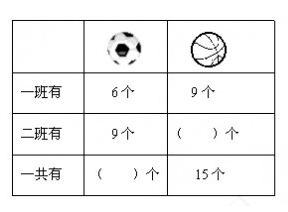 一班有 6个 9个
二班有 9个 （ ）个
一共有 （ ）个 15个